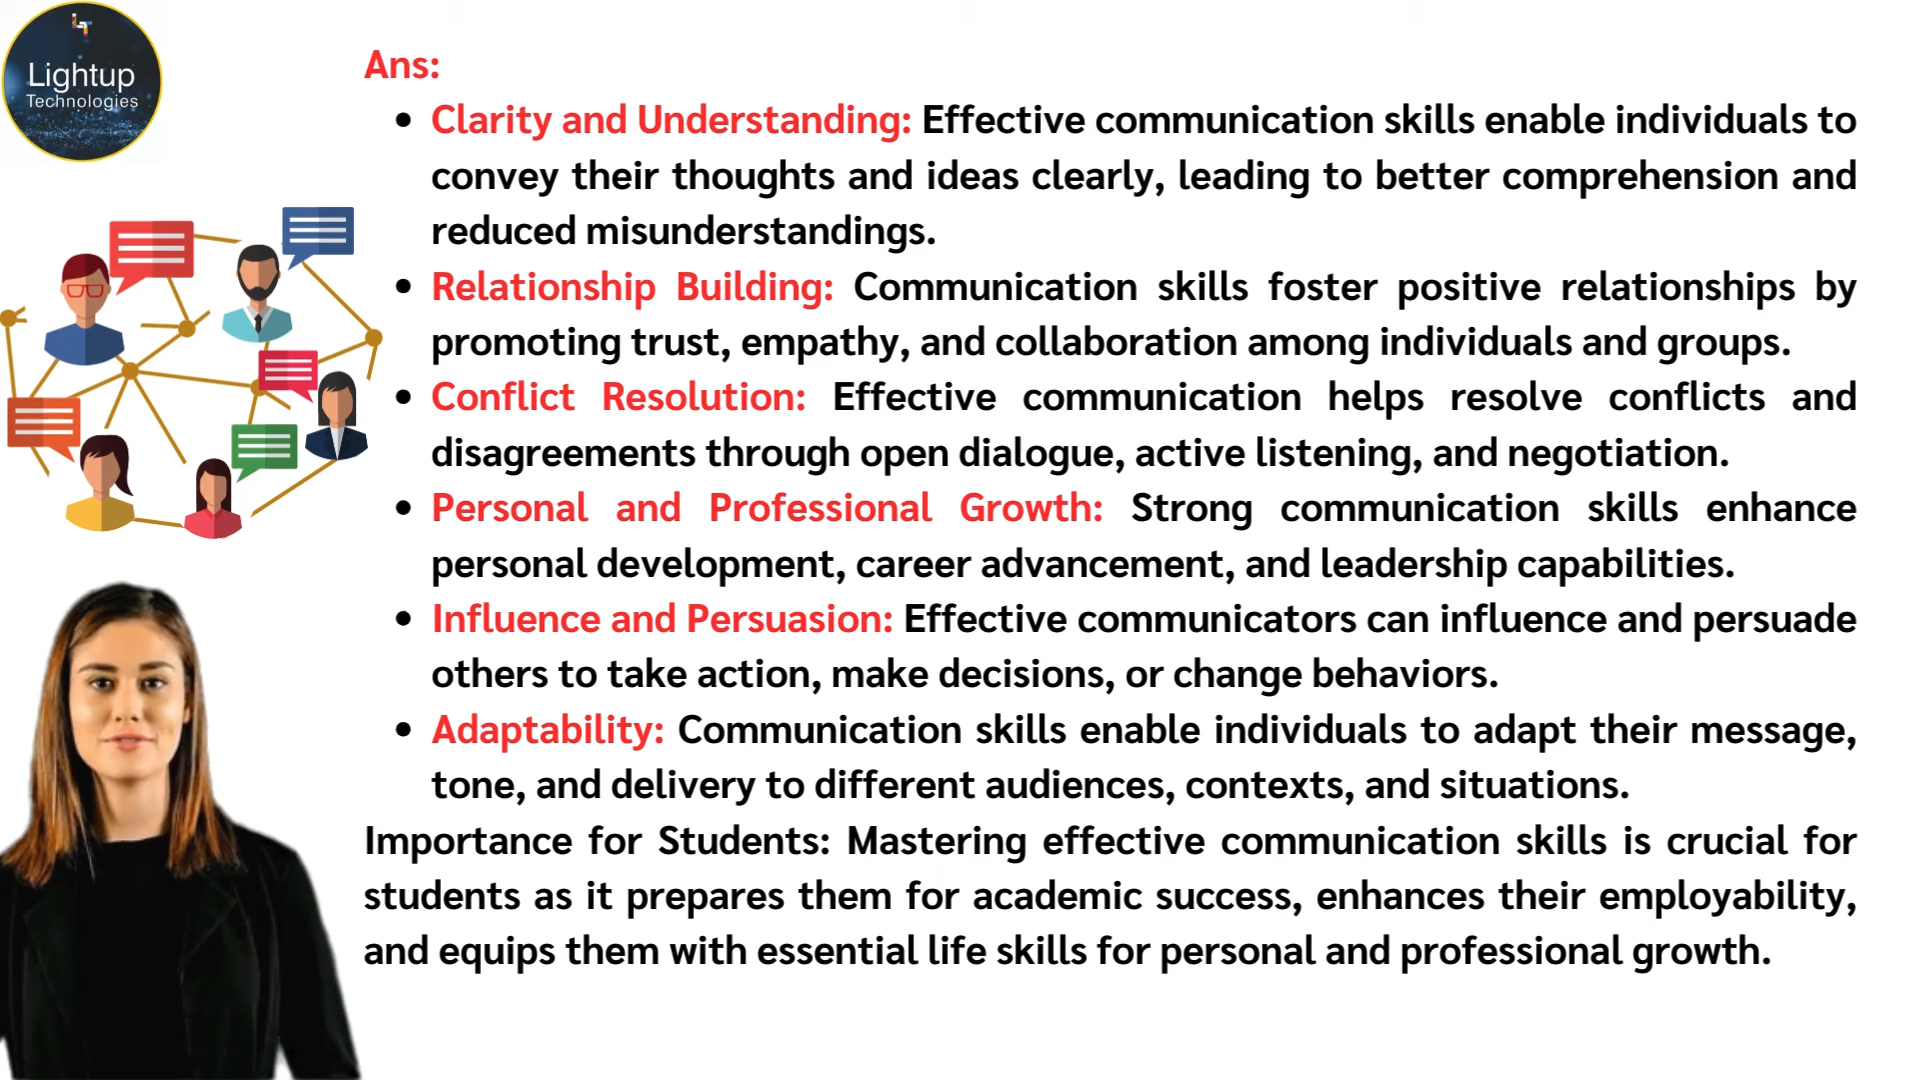 Lightup
Technologies
Ans:
• Clarity and Understanding: Effective communication skills enable individuals to
convey their thoughts and ideas clearly, leading to better comprehension and
reduced misunderstandings.
• Relationship Building: Communication skills foster positive relationships by
promoting trust, empathy, and collaboration among individuals and groups.
• Conflict Resolution: Effective communication helps resolve conflicts and
disagreements through open dialogue, active listening, and negotiation.
• Personal and Professional Growth: Strong communication skills enhance
personal development, career advancement, and leadership capabilities.
• Influence and Persuasion: Effective communicators can influence and persuade
others to take action, make decisions, or change behaviors.
• Adaptability: Communication skills enable individuals to adapt their message,
tone, and delivery to different audiences, contexts, and situations.
Importance for Students: Mastering effective communication skills is crucial for
students as it prepares them for academic success, enhances their employability,
and equips them with essential life skills for personal and professional growth.